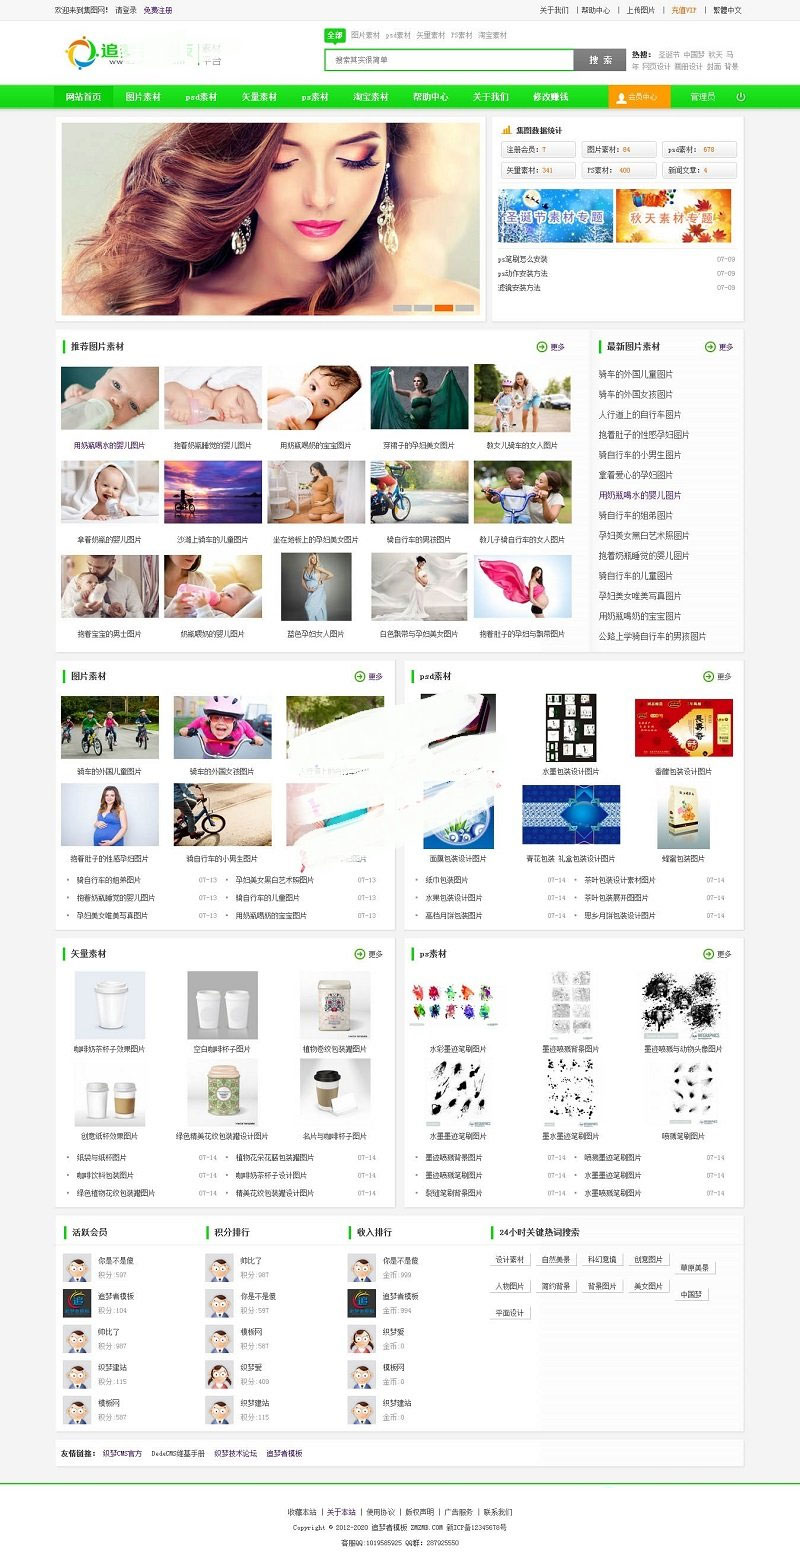 欢迎来到集图网! 请登录 免费注册
关于我们 | 帮助中心 | 上传图片 | 充值VIP | 繁體中文
全部 图片素材 psd素材 矢量素材 PS素材 淘宝素材
追
素材
平台
搜索其实很简单 搜 索
热搜: 圣诞节 中国梦 秋天 马
年 网页设计 画册设计 封面 背景
网站首页 图片素材 psd素材 矢量素材 ps素材 淘宝素材 帮助中心 关于我们 修改赚钱 会员中心 管理员
集图数据统计
注册会员: 7 图片素材: 84 psd素材: 678
矢量素材: 341 PS素材: 400 新闻文章: 4
圣诞节素材专题 秋天素材专题
ps笔刷怎么安装 07-09
ps动作安装方法 07-09
滤镜安装方法 07-09
推荐图片素材 更多
用奶瓶喝水的婴儿图片 抱着奶瓶睡觉的婴儿图片 用奶瓶喝奶的宝宝图片 穿裙子的孕妇美女图片 教女儿骑车的女人图片
拿着奶瓶的婴儿图片 沙滩上骑车的儿童图片 坐在地板上的孕妇美女图片 骑自行车的男孩图片 教儿子骑自行车的女人图片
抱着宝宝的男士图片 奶瓶喂奶的婴儿图片 蓝色孕妇女人图片 白色飘带与孕妇美女图片 抱着肚子的孕妇与飘带图片
最新图片素材 更多
骑车的外国儿童图片
骑车的外国女孩图片
人行道上的自行车图片
抱着肚子的性感孕妇图片
骑自行车的小男生图片
拿着爱心的孕妇图片
用奶瓶喝水的婴儿图片
骑自行车的姐弟图片
孕妇美女黑白艺术照图片
抱着奶瓶睡觉的婴儿图片
骑自行车的儿童图片
孕妇美女唯美写真图片
用奶瓶喝奶的宝宝图片
公路上学骑自行车的男孩图片
图片素材 更多
骑车的外国儿童图片 骑车的外国女孩图片
抱着肚子的性感孕妇图片 骑自行车的小男生图片
骑自行车的姐弟图片 07-13 孕妇美女黑白艺术照图片 07-13
抱着奶瓶睡觉的婴儿图片 07-13 骑自行车的儿童图片 07-13
孕妇美女唯美写真图片 07-13 用奶瓶喝奶的宝宝图片 07-13
psd素材 更多
水墨包装设计图片 香醋包装设计图片
面膜包装设计图片 青花包装 礼盒包装设计图片 蜂蜜包装图片
纸巾包装图片 07-14 茶叶包装设计素材图片 07-14
水果包装设计图片 07-14 茶叶包装展开图图片 07-14
高档月饼包装图片 07-14 思乡月饼包装设计图片 07-14
矢量素材 更多
咖啡奶茶杯子效果图片 空白咖啡杯子图片 植物卷纹包装罐图片
创意纸杯效果图片 绿色精美花纹包装罐设计图片 名片与咖啡杯子图片
纸袋与纸杯图片 07-14 植物花朵花藤包装罐图片 07-14
咖啡饮料包装图片 07-14 咖啡奶茶杯子设计图片 07-14
绿色植物花纹包装罐图片 07-14 精美花纹包装罐设计图片 07-14
ps素材 更多
水彩墨迹笔刷图片 墨迹喷溅背景图片 墨迹喷溅与动物头像图片
水墨墨迹笔刷图片 墨水墨迹笔刷图片 喷溅笔刷图片
墨迹喷溅背景图片 07-14 喷溅墨迹笔刷图片 07-14
墨迹喷溅笔刷图片 07-14 水墨墨迹笔刷图片 07-14
裂缝笔刷背景图片 07-14 水墨喷溅笔刷图片 07-14
活跃会员
你是不是傻
积分:597
追梦者模板
积分:104
帅比了
积分:987
织梦建站
积分:115
模板网
积分:587
积分排行
帅比了
积分:987
你是不是傻
积分:597
模板网
积分:587
织梦爱
积分:400
织梦建站
积分:115
收入排行
你是不是傻
金币:999
追梦者模板
金币:994
织梦爱
金币:0
模板网
金币:0
织梦建站
金币:0
24小时关键热词搜索
设计素材 自然美景 科幻意境 创意图片 草原美景
人物图片 简约背景 背景图片 美女图片 中国梦
平面设计
友情链接: 织梦CMS官方 DedeCMS维基手册 织梦技术论坛 追梦者模板
收藏本站 | 关于本站 | 使用协议 | 版权声明 | 广告服务 | 联系我们
Copyright © 2012-2020 追梦者模板 ZMZMB.COM 新ICP备12345678号
客服QQ:1019585925 QQ群: 287925550